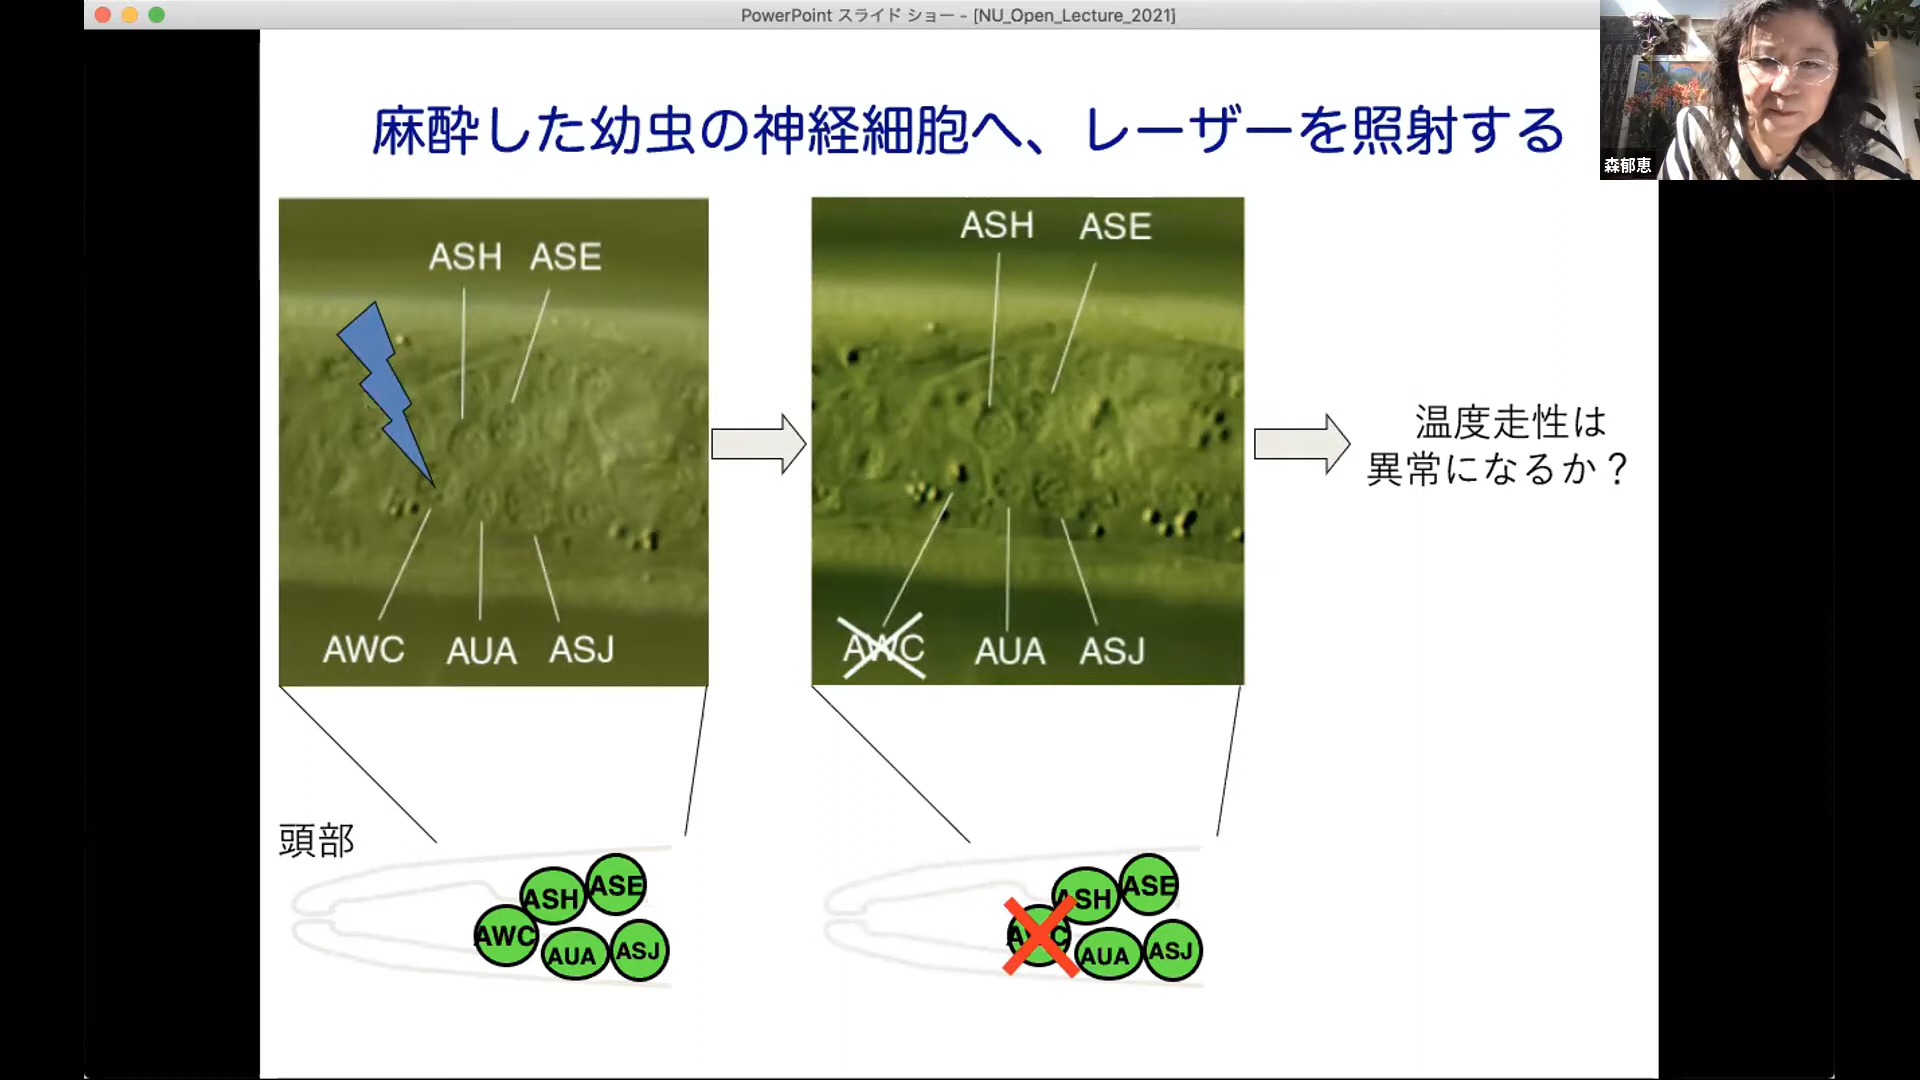 PowerPoint スライド ショー - [NU_Open_Lecture_2021]
森郁恵
麻酔した幼虫の神経細胞へ、レーザーを照射する
ASH ASE
AWC AUA ASJ
ASH ASE
AWC AUA ASJ
温度走性は
異常になるか？
頭部
ASH ASE
AWC AUA ASJ
ASH ASE
AWC AUA ASJ